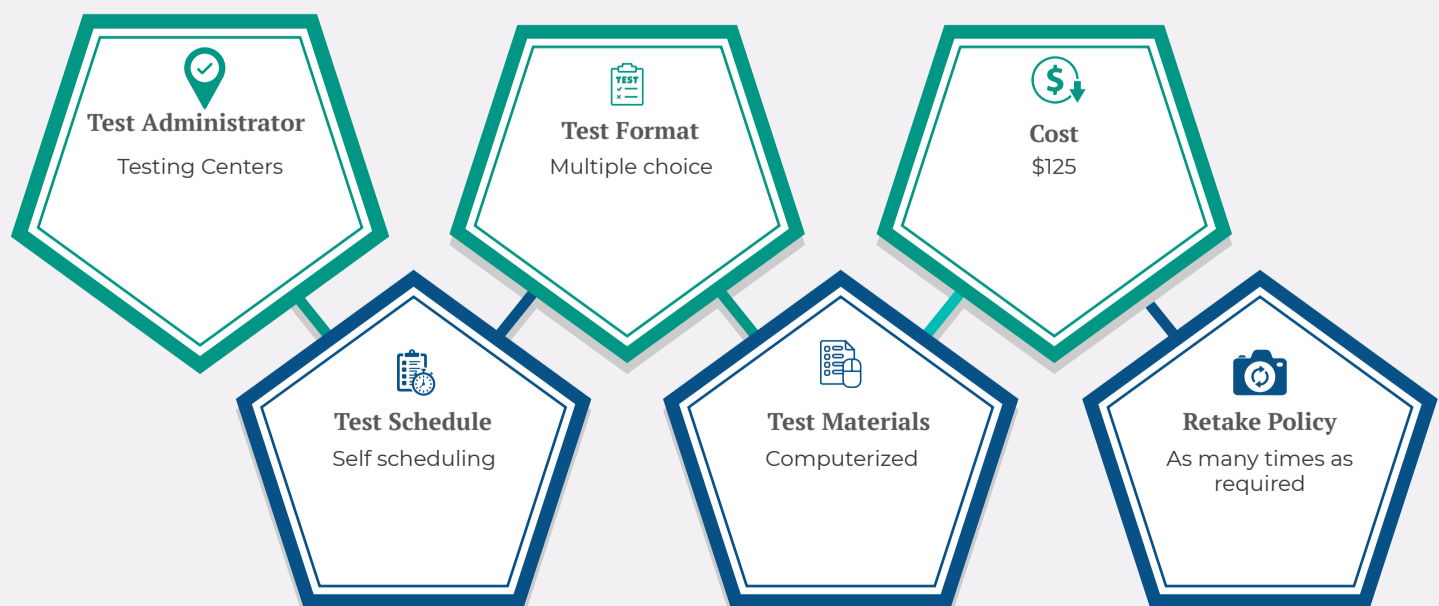 Test Administrator
Testing Centers
TEST
Test Format
Multiple choice
$
Cost
$125
Test Schedule
Self scheduling
Test Materials
Computerized
Retake Policy
As many times as
required